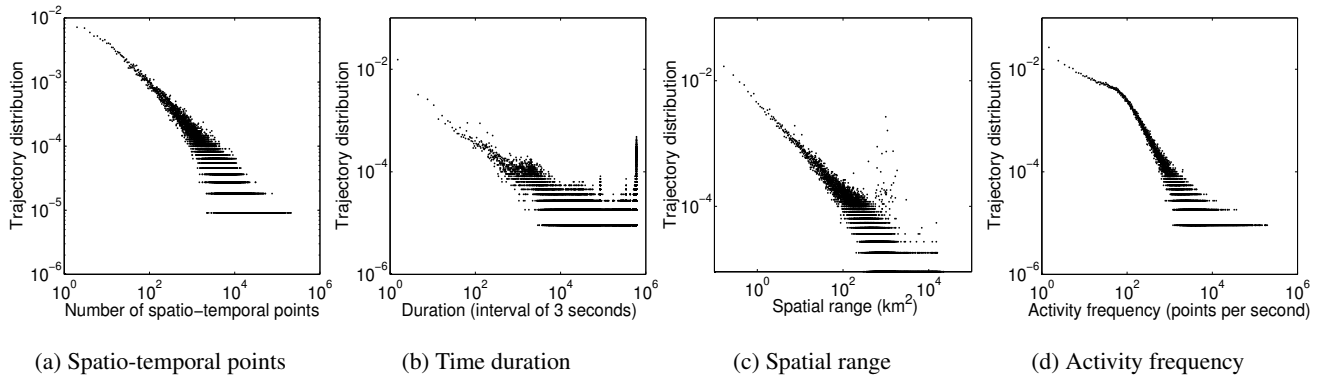 10^-2
10^-3
10^-4
10^-5
10^-6
Trajectory distribution
10^0 10^2 10^4 10^6
Number of spatio−temporal points
(a) Spatio-temporal points
10^-2
10^-4
10^-6
Trajectory distribution
10^0 10^2 10^4 10^6
Duration (interval of 3 seconds)
(b) Time duration
10^-2
10^-4
Trajectory distribution
10^0 10^2 10^4
Spatial range (km^2)
(c) Spatial range
10^-2
10^-4
10^-6
Trajectory distribution
10^0 10^2 10^4 10^6
Activity frequency (points per second)
(d) Activity frequency